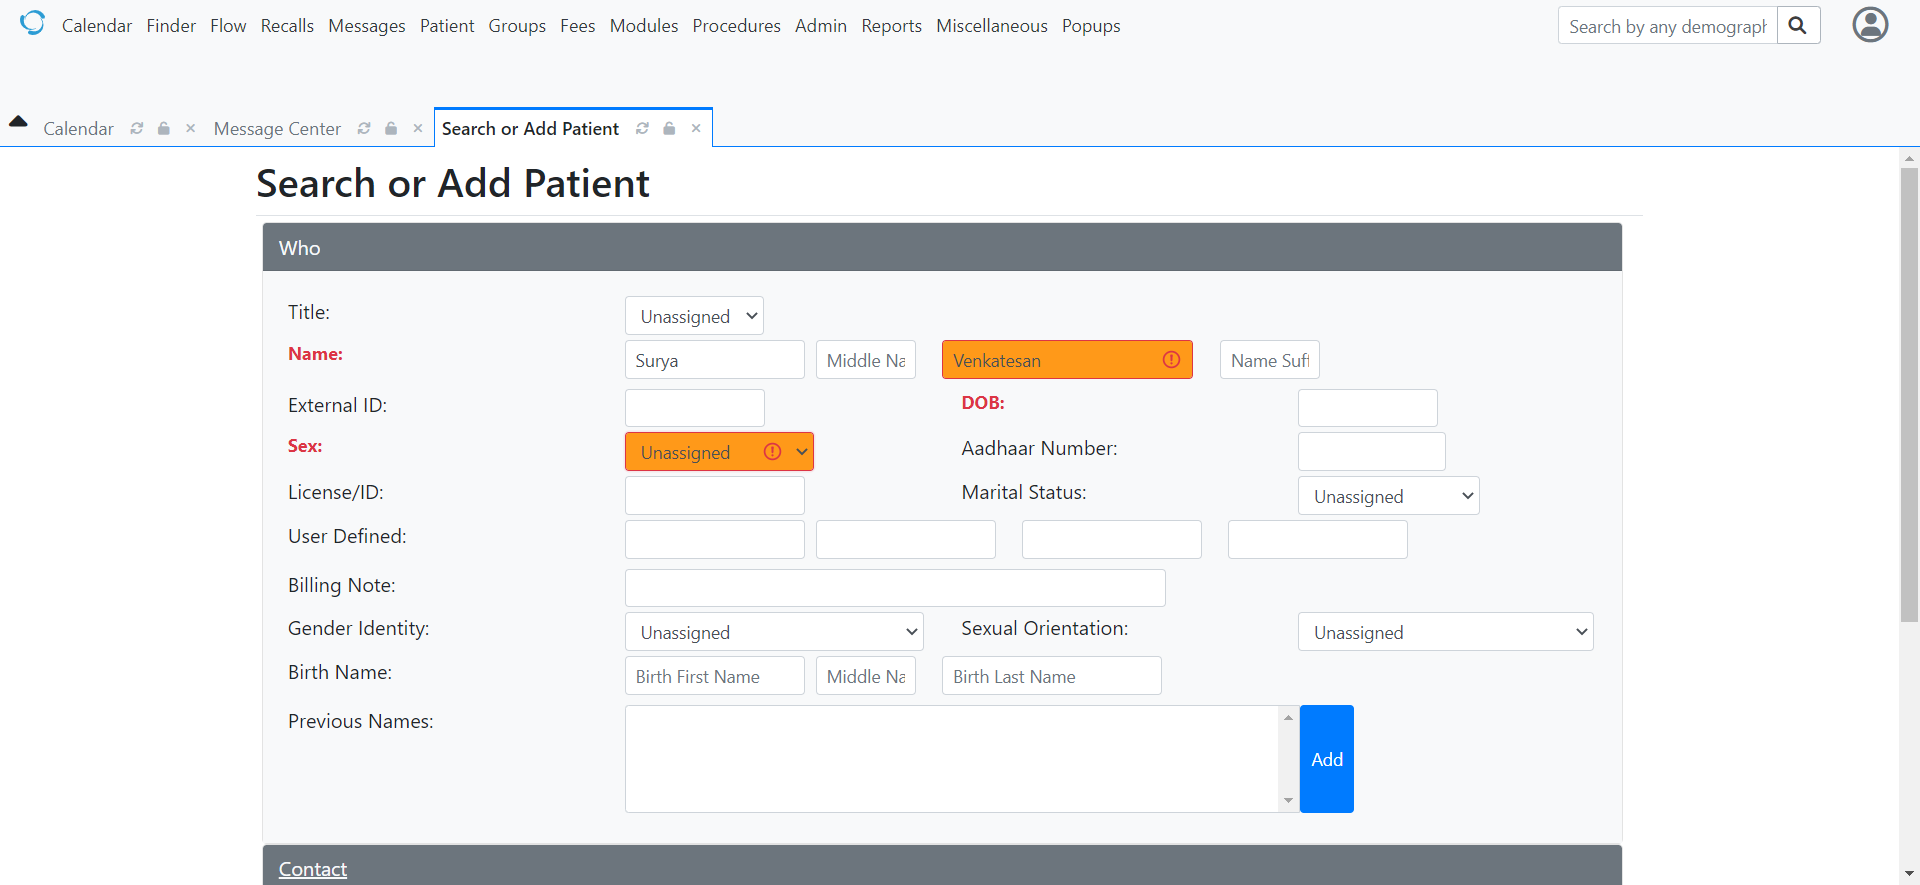 Calendar Finder Flow Recalls Messages Patient Groups Fees Modules Procedures Admin Reports Miscellaneous Popups Search by any demograph
Calendar Message Center Search or Add Patient
Search or Add Patient
Who
Title: Unassigned
Name: Surya Middle Na Venkatesan Name Suff
External ID: DOB:
Sex: Unassigned Aadhaar Number:
License/ID: Marital Status: Unassigned
User Defined:
Billing Note:
Gender Identity: Unassigned Sexual Orientation: Unassigned
Birth Name: Birth First Name Middle Na Birth Last Name
Previous Names:
Add
Contact